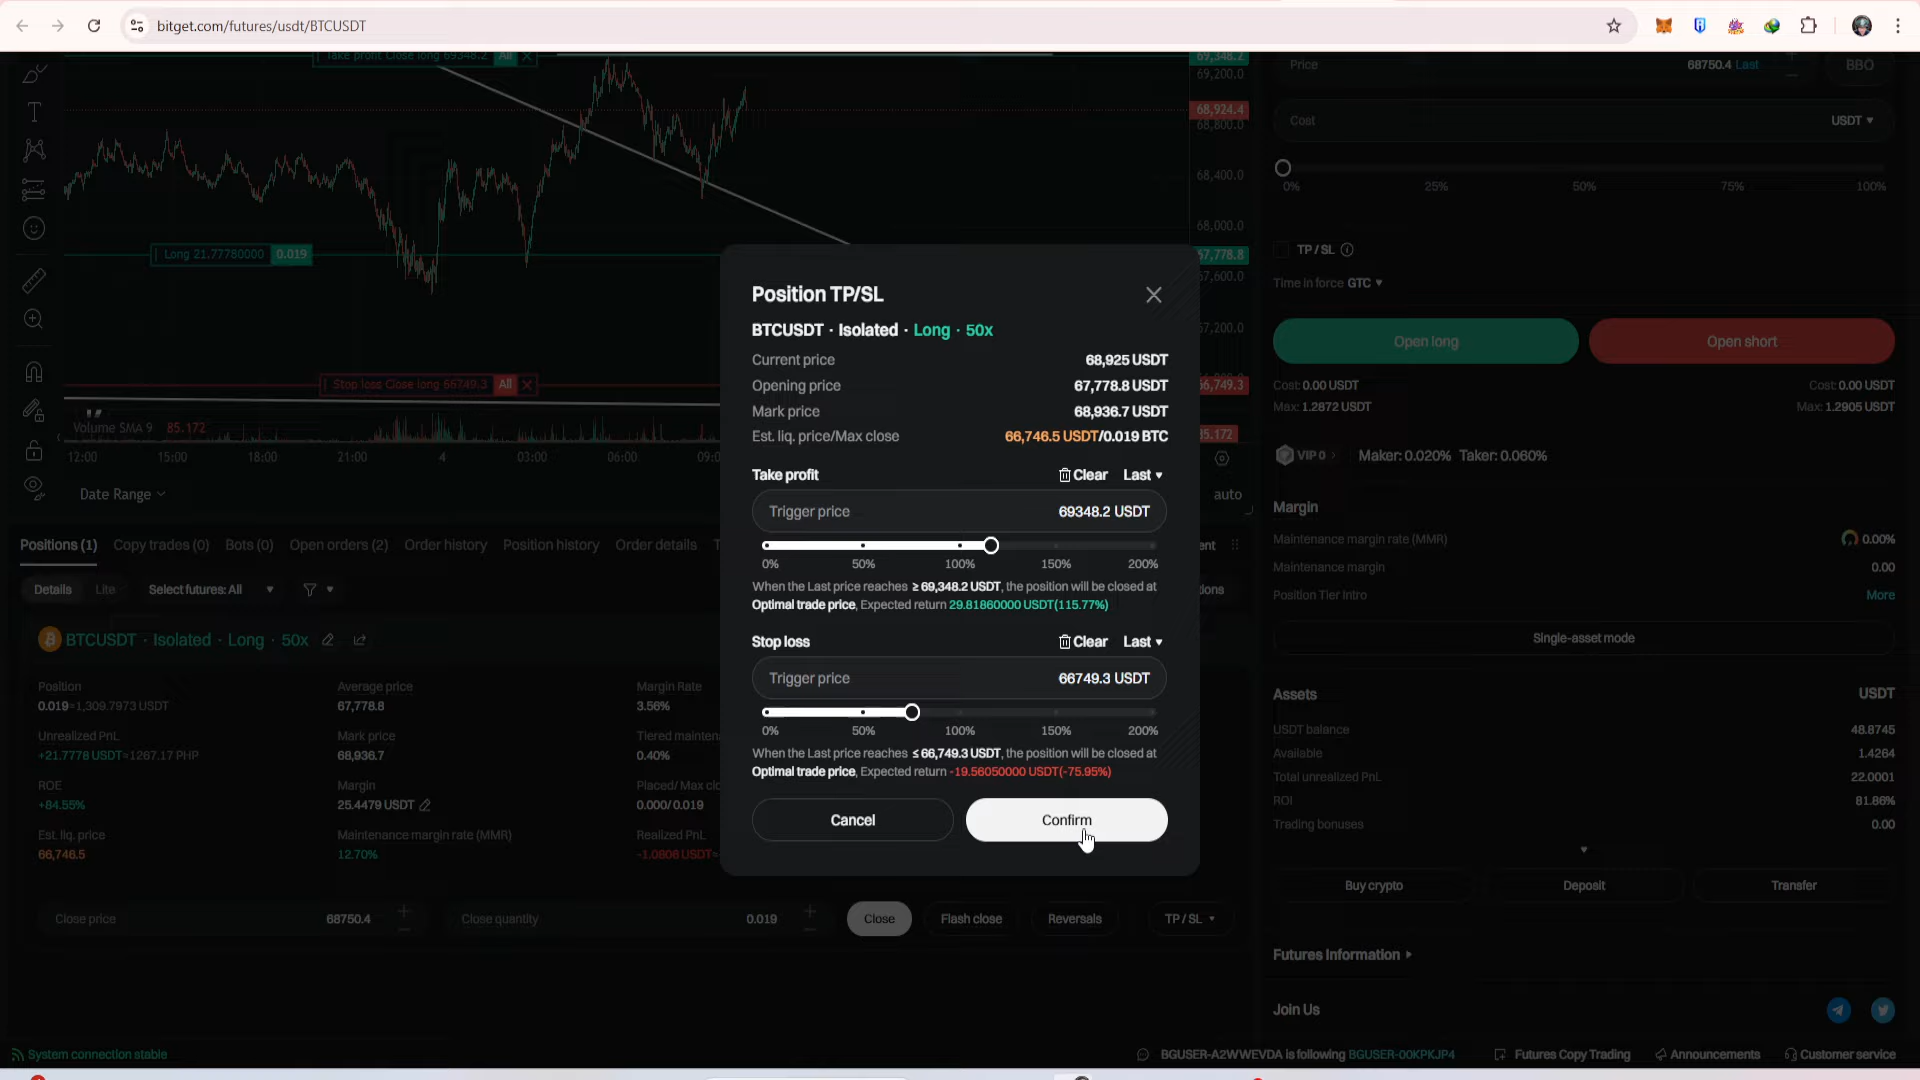 bitget.com/futures/usdt/BTCUSDT
Take profit Close long 69348.2 All
69,348.2
69,200.0
68,924.4
68,800.0
68,400.0
68,000.0
Long 21.77780000 0.019
67,778.8
67,600.0
67,200.0
Stop loss Close long 66749.3 All
66,749.3
Volume SMA 9 85.172
85.172
12:00 15:00 18:00 21:00 4 03:00 06:00 09:0
Date Range
auto
Positions (1) Copy trades (0) Bots (0) Open orders (2) Order history Position history Order details
Details Lite Select futures: All
BTCUSDT · Isolated · Long · 50x
Position
0.019≈1,309.7973 USDT
Average price
67,778.8
Margin Rate
3.56%
Unrealized PnL
+21.7778 USDT≈1267.17 PHP
Mark price
68,936.7
Tiered maintena
0.40%
ROE
+84.55%
Margin
25.4479 USDT
Placed/ Max clo
0.000/ 0.019
Est. liq. price
66,746.5
Maintenance margin rate (MMR)
12.70%
Realized PnL
-1.0806 USDT≈
Close price 68750.4
Close quantity 0.019
Close Flash close Reversals TP / SL
System connection stable
Position TP/SL
BTCUSDT · Isolated · Long · 50x
Current price 68,925 USDT
Opening price 67,778.8 USDT
Mark price 68,936.7 USDT
Est. liq. price/Max close 66,746.5 USDT/0.019 BTC
Take profit Clear Last
Trigger price 69348.2 USDT
0% 50% 100% 150% 200%
When the Last price reaches ≥ 69,348.2 USDT, the position will be closed at
Optimal trade price, Expected return 29.81860000 USDT(115.77%)
Stop loss Clear Last
Trigger price 66749.3 USDT
0% 50% 100% 150% 200%
When the Last price reaches ≤ 66,749.3 USDT, the position will be closed at
Optimal trade price, Expected return -19.56050000 USDT(-75.95%)
Cancel Confirm
Price 68750.4 Last BBO
Cost USDT
0% 25% 50% 75% 100%
TP / SL
Time in force GTC
Open long Open short
Cost: 0.00 USDT Cost: 0.00 USDT
Max: 1.2872 USDT Max: 1.2905 USDT
VIP 0 Maker: 0.020% Taker: 0.060%
Margin
Maintenance margin rate (MMR) 0.00%
Maintenance margin 0.00
Position Tier Intro More
Single-asset mode
Assets USDT
USDT balance 48.8745
Available 1.4264
Total unrealized PnL 22.0001
ROI 81.86%
Trading bonuses 0.00
Buy crypto Deposit Transfer
Futures Information
Join Us
BGUSER-A2WWEVDA is following BGUSER-00KPKJP4 Futures Copy Trading Announcements Customer service